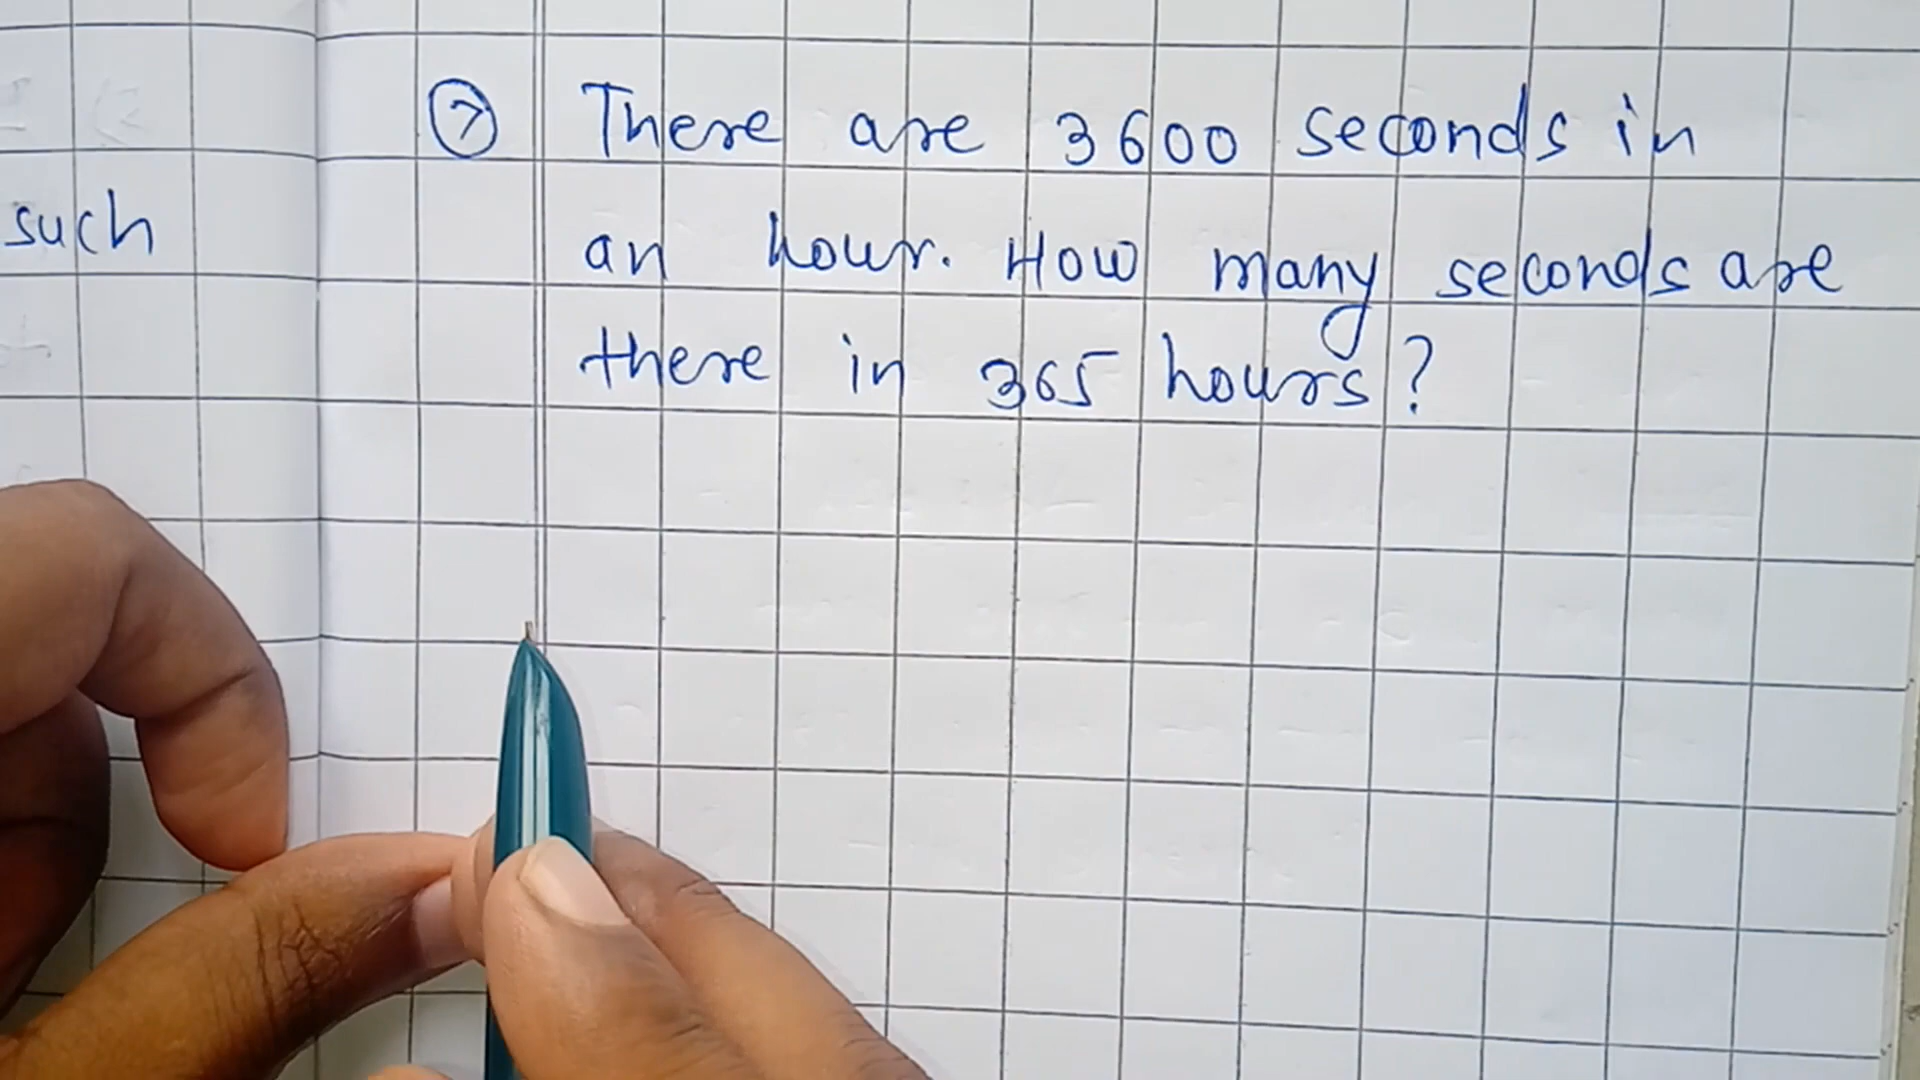 such
⑦ There are 3600 seconds in
an hour. How many seconds are
there in 365 hours?